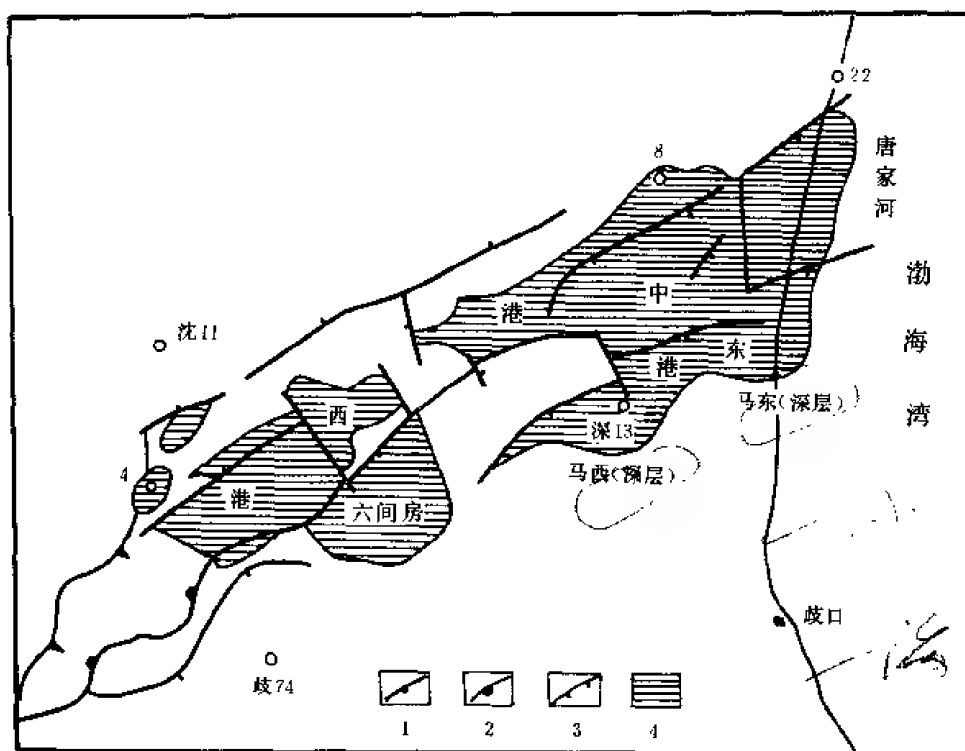 22
唐家河
8
渤海湾
中
港
沈11
东
港
马东(深层)
西
深13
马西(深层)
4
港
六间房
歧口
歧74
1
2
3
4